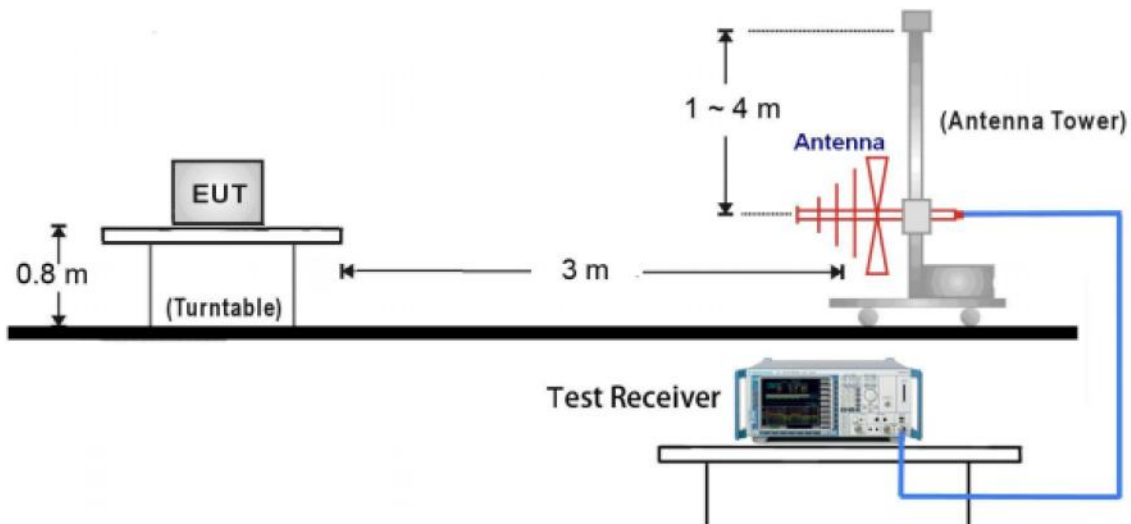 1 ~ 4 m
(Antenna Tower)
Antenna
EUT
0.8 m
3 m
(Turntable)
Test Receiver